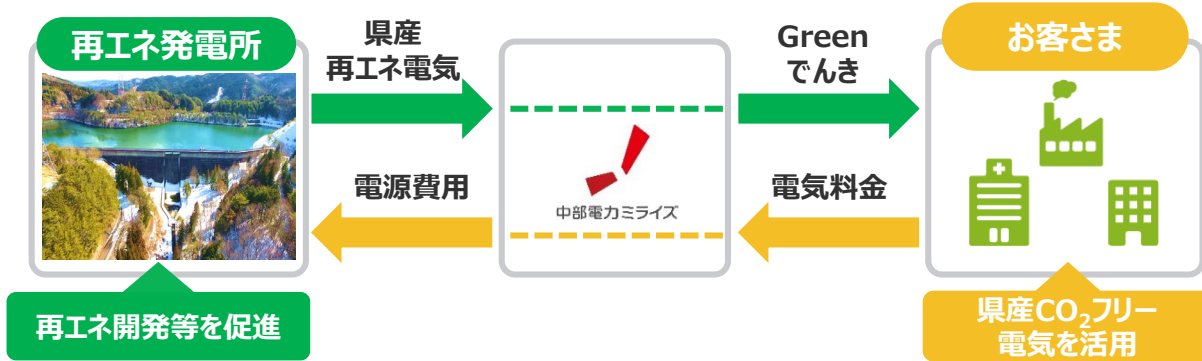 再エネ発電所
県産
再エネ電気
Green
でんき
お客さま
電源費用
中部電力ミライズ
電気料金
再エネ開発等を促進
県産CO₂フリー
電気を活用